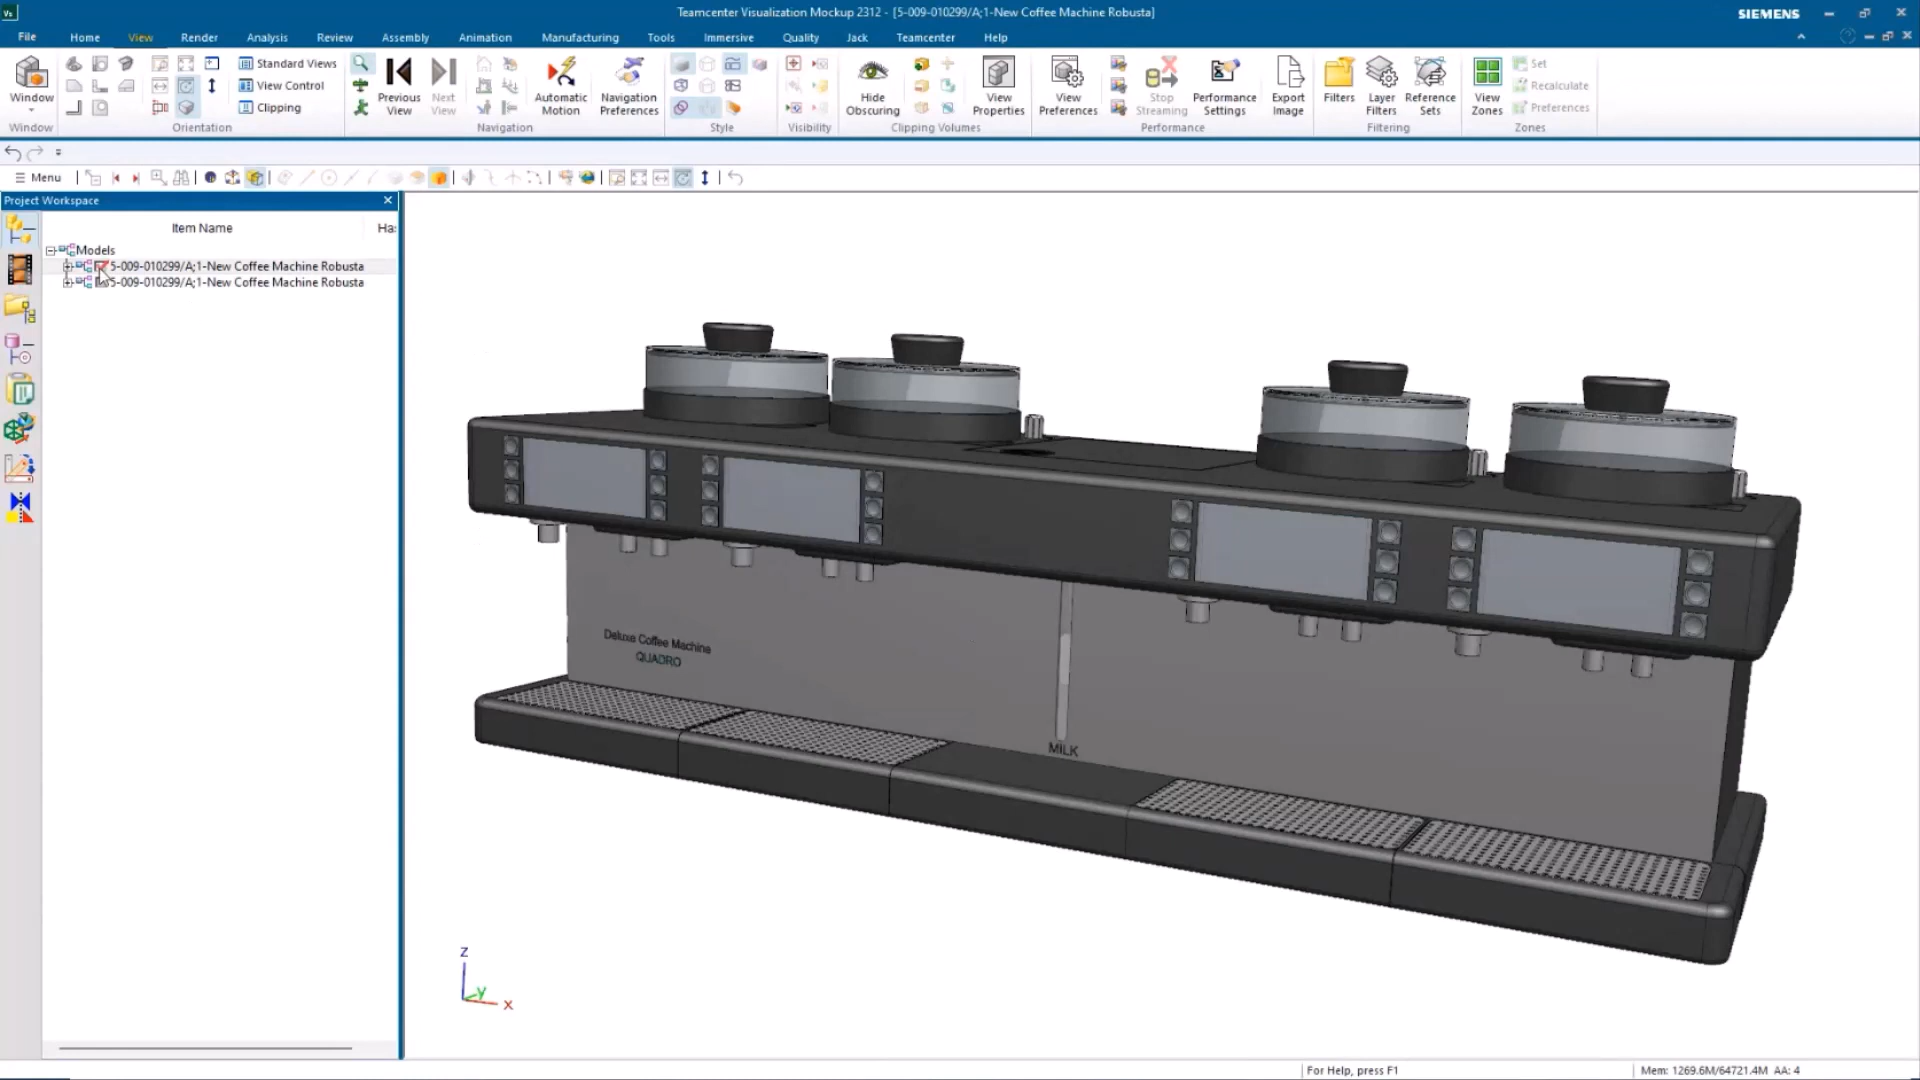 Teamcenter Visualization Mockup 2312 - [5-009-010299/A;1-New Coffee Machine Robusta]
SIEMENS
File Home View Render Analysis Review Assembly Animation Manufacturing Tools Immersive Quality Jack Teamcenter Help
Window
Window
Standard Views
View Control
Clipping
Orientation
Previous View
Next View
Automatic Motion
Navigation Preferences
Navigation
Style
Visibility
Hide Obscuring
Clipping Volumes
View Properties
View Preferences
Stop Streaming
Performance Settings
Performance
Export Image
Filters
Layer Filters
Reference Sets
Filtering
View Zones
Set
Recalculate
Preferences
Zones
Menu
Project Workspace
Item Name Ha
Models
5-009-010299/A;1-New Coffee Machine Robusta
5-009-010299/A;1-New Coffee Machine Robusta
Deluxe Coffee Machine
QUADRO
MILK
Z
Y
X
For Help, press F1
Mem: 1269.6M/64721.4M AA: 4